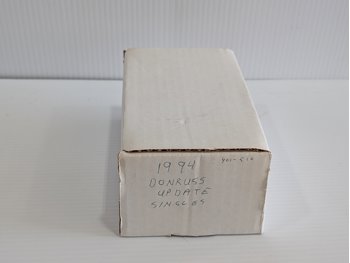 1994
DONRUSS
UPDATE
SINGLES